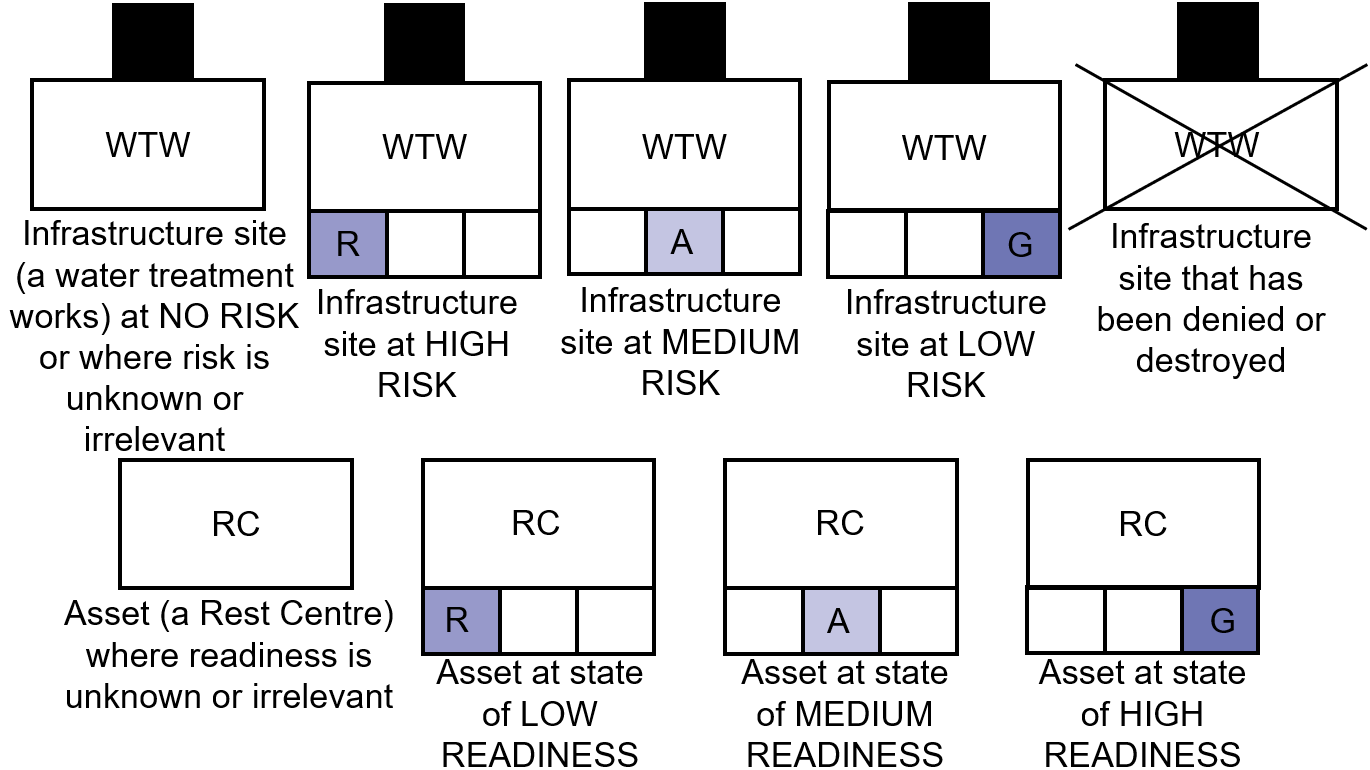 WTW
Infrastructure site
(a water treatment
works) at NO RISK
or where risk is
unknown or
irrelevant
WTW
R
Infrastructure
site at HIGH
RISK
WTW
A
Infrastructure
site at MEDIUM
RISK
WTW
G
Infrastructure
site at LOW
RISK
WTW
Infrastructure
site that has
been denied or
destroyed
RC
Asset (a Rest Centre)
where readiness is
unknown or irrelevant
RC
R
Asset at state
of LOW
READINESS
RC
A
Asset at state
of MEDIUM
READINESS
RC
G
Asset at state
of HIGH
READINESS